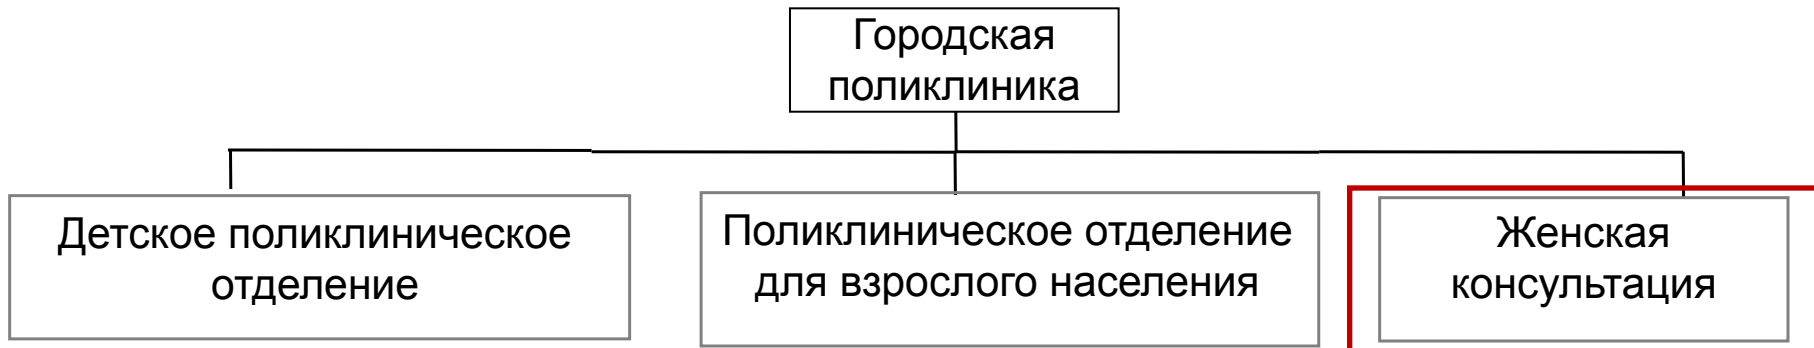 Городская
поликлиника
Детское поликлиническое
отделение
Поликлиническое отделение
для взрослого населения
Женская
консультация